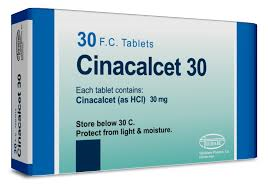 30 F.C. Tablets
Cinacalcet 30
Each tablet contains:
Cinacalcet (as HCl) 30 mg
Store below 30 C.
Protect from light & moisture.